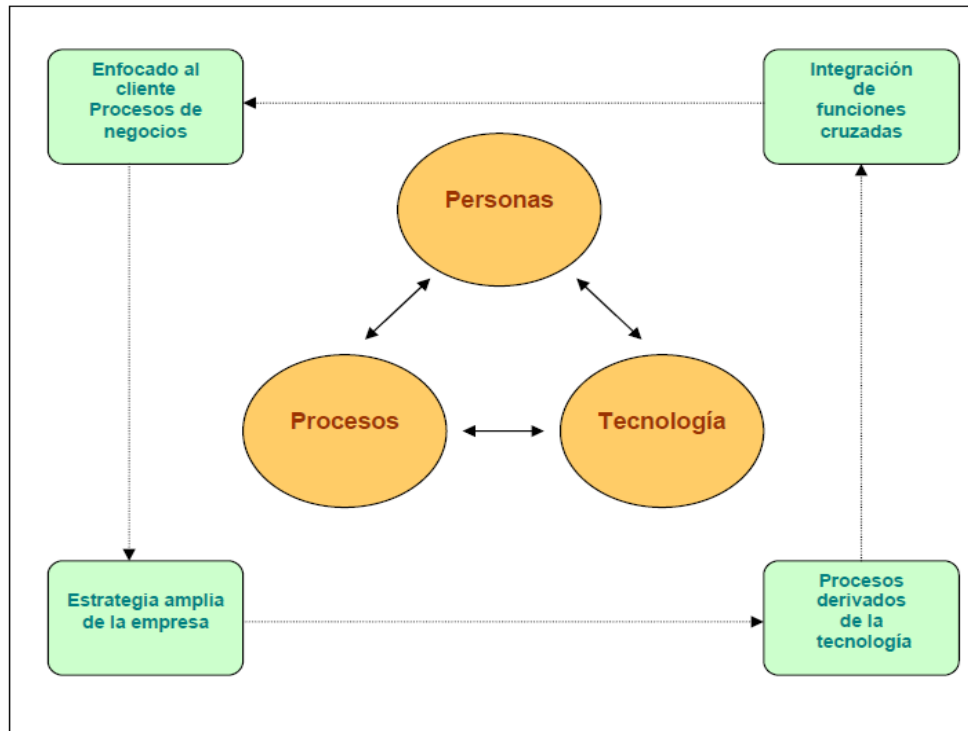 Enfocado al
cliente
Procesos de
negocios
Integración
de
funciones
cruzadas
Personas
Procesos
Tecnología
Estrategia amplia
de la empresa
Procesos
derivados
de la
tecnología